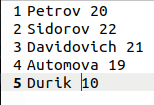 1 Petrov 20
2 Sidorov 22
3 Davidovich 21
4 Automova 19
5 Durik 10